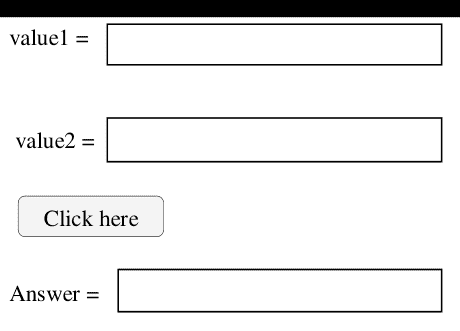 value1 =
value2 =
Click here
Answer =